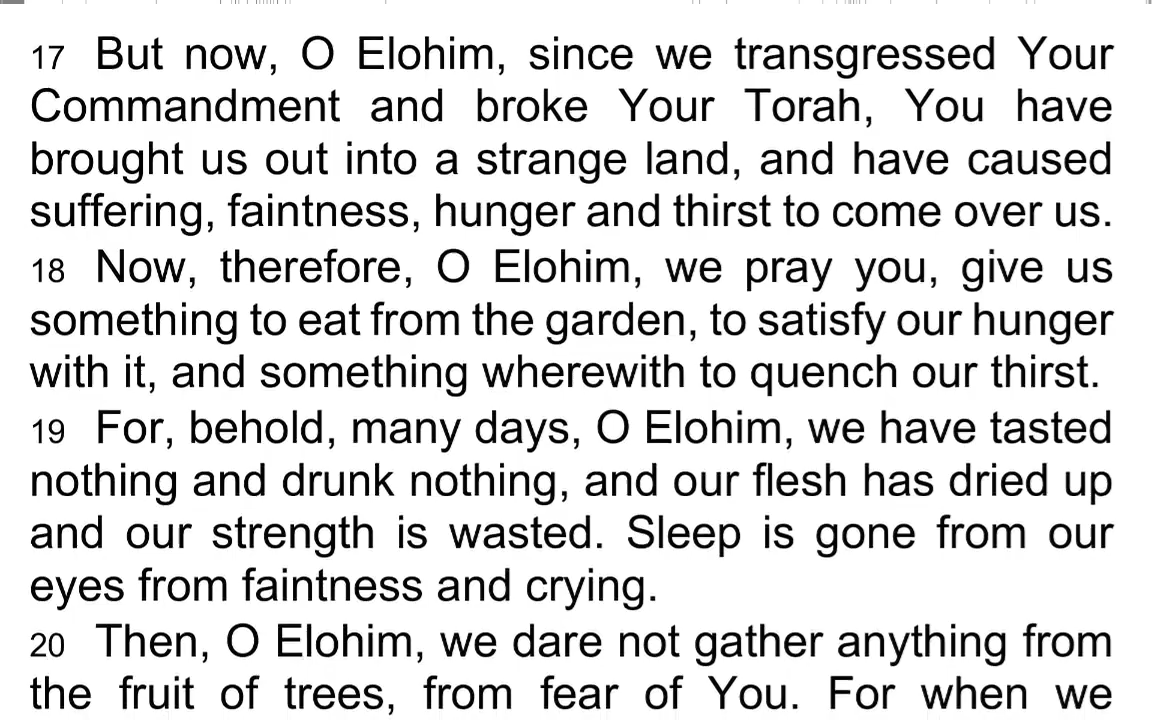 17 But now, O Elohim, since we transgressed Your
Commandment and broke Your Torah, You have
brought us out into a strange land, and have caused
suffering, faintness, hunger and thirst to come over us.
18 Now, therefore, O Elohim, we pray you, give us
something to eat from the garden, to satisfy our hunger
with it, and something wherewith to quench our thirst.
19 For, behold, many days, O Elohim, we have tasted
nothing and drunk nothing, and our flesh has dried up
and our strength is wasted. Sleep is gone from our
eyes from faintness and crying.
20 Then, O Elohim, we dare not gather anything from
the fruit of trees, from fear of You. For when we